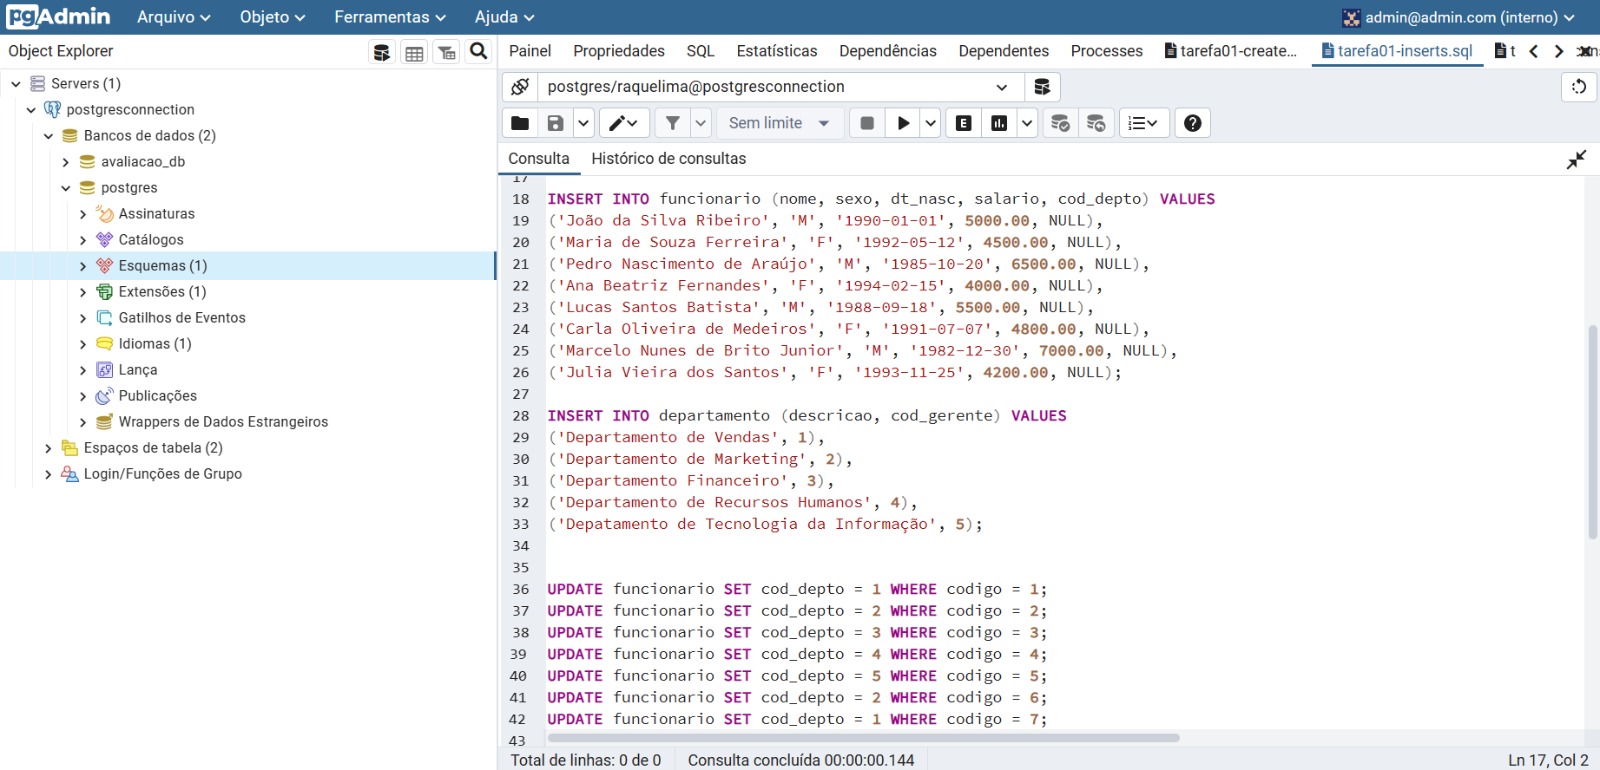 pgAdmin Arquivo Objeto Ferramentas Ajuda admin@admin.com (interno)
Object Explorer
Painel Propriedades SQL Estatísticas Dependências Dependentes Processes tarefa01-create... tarefa01-inserts.sql t
Servers (1)
postgresconnection
Bancos de dados (2)
avaliacao_db
postgres
Assinaturas
Catálogos
Esquemas (1)
Extensões (1)
Gatilhos de Eventos
Idiomas (1)
Lança
Publicações
Wrappers de Dados Estrangeiros
Espaços de tabela (2)
Login/Funções de Grupo
postgres/raquelima@postgresconnection
Sem limite E
Consulta Histórico de consultas
17
18 INSERT INTO funcionario (nome, sexo, dt_nasc, salario, cod_depto) VALUES
19 ('João da Silva Ribeiro', 'M', '1990-01-01', 5000.00, NULL),
20 ('Maria de Souza Ferreira', 'F', '1992-05-12', 4500.00, NULL),
21 ('Pedro Nascimento de Araújo', 'M', '1985-10-20', 6500.00, NULL),
22 ('Ana Beatriz Fernandes', 'F', '1994-02-15', 4000.00, NULL),
23 ('Lucas Santos Batista', 'M', '1988-09-18', 5500.00, NULL),
24 ('Carla Oliveira de Medeiros', 'F', '1991-07-07', 4800.00, NULL),
25 ('Marcelo Nunes de Brito Junior', 'M', '1982-12-30', 7000.00, NULL),
26 ('Julia Vieira dos Santos', 'F', '1993-11-25', 4200.00, NULL);
27
28 INSERT INTO departamento (descricao, cod_gerente) VALUES
29 ('Departamento de Vendas', 1),
30 ('Departamento de Marketing', 2),
31 ('Departamento Financeiro', 3),
32 ('Departamento de Recursos Humanos', 4),
33 ('Depatamento de Tecnologia da Informação', 5);
34
35
36 UPDATE funcionario SET cod_depto = 1 WHERE codigo = 1;
37 UPDATE funcionario SET cod_depto = 2 WHERE codigo = 2;
38 UPDATE funcionario SET cod_depto = 3 WHERE codigo = 3;
39 UPDATE funcionario SET cod_depto = 4 WHERE codigo = 4;
40 UPDATE funcionario SET cod_depto = 5 WHERE codigo = 5;
41 UPDATE funcionario SET cod_depto = 2 WHERE codigo = 6;
42 UPDATE funcionario SET cod_depto = 1 WHERE codigo = 7;
43
Total de linhas: 0 de 0 Consulta concluída 00:00:00.144 Ln 17, Col 2